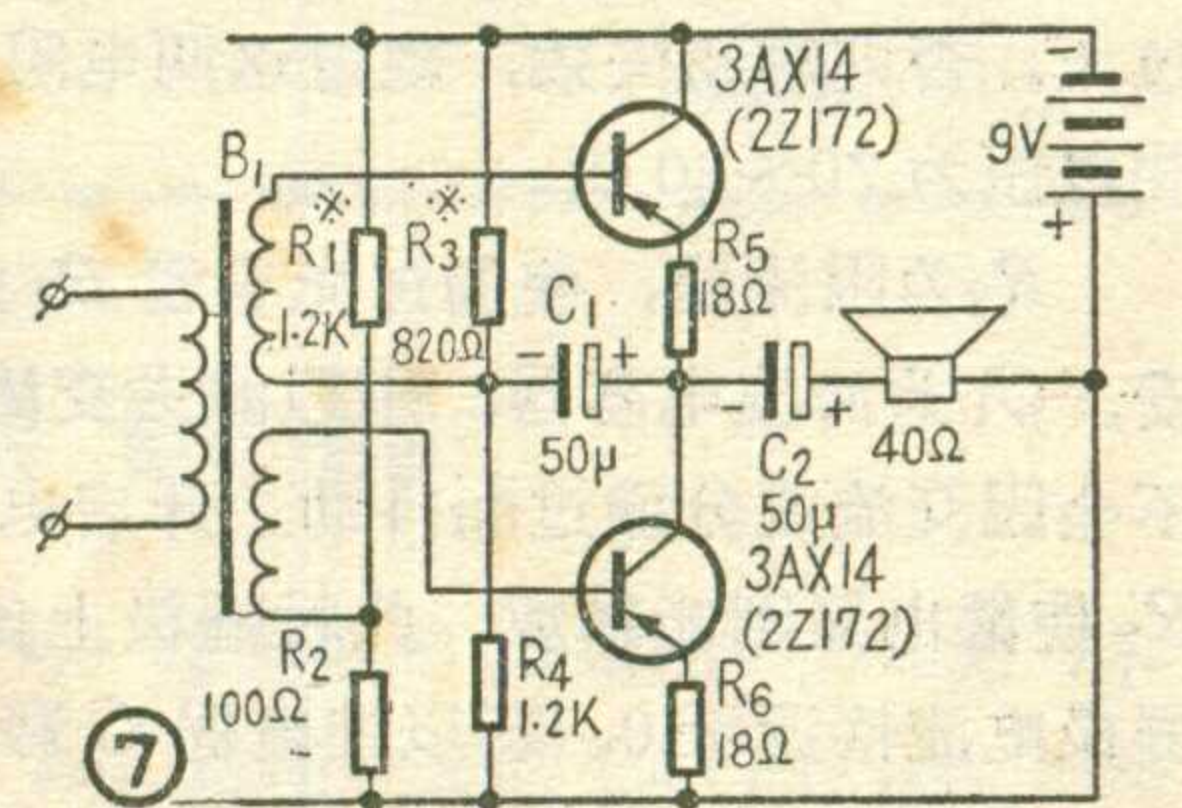 3AX14
(2Z172)
9V
-
+
B1
※
R1
1.2K
※
R3
820Ω
R5
18Ω
C1
- +
50μ
- +
C2
50μ
40Ω
3AX14
(2Z172)
R2
100Ω
R4
1.2K
R6
18Ω
7